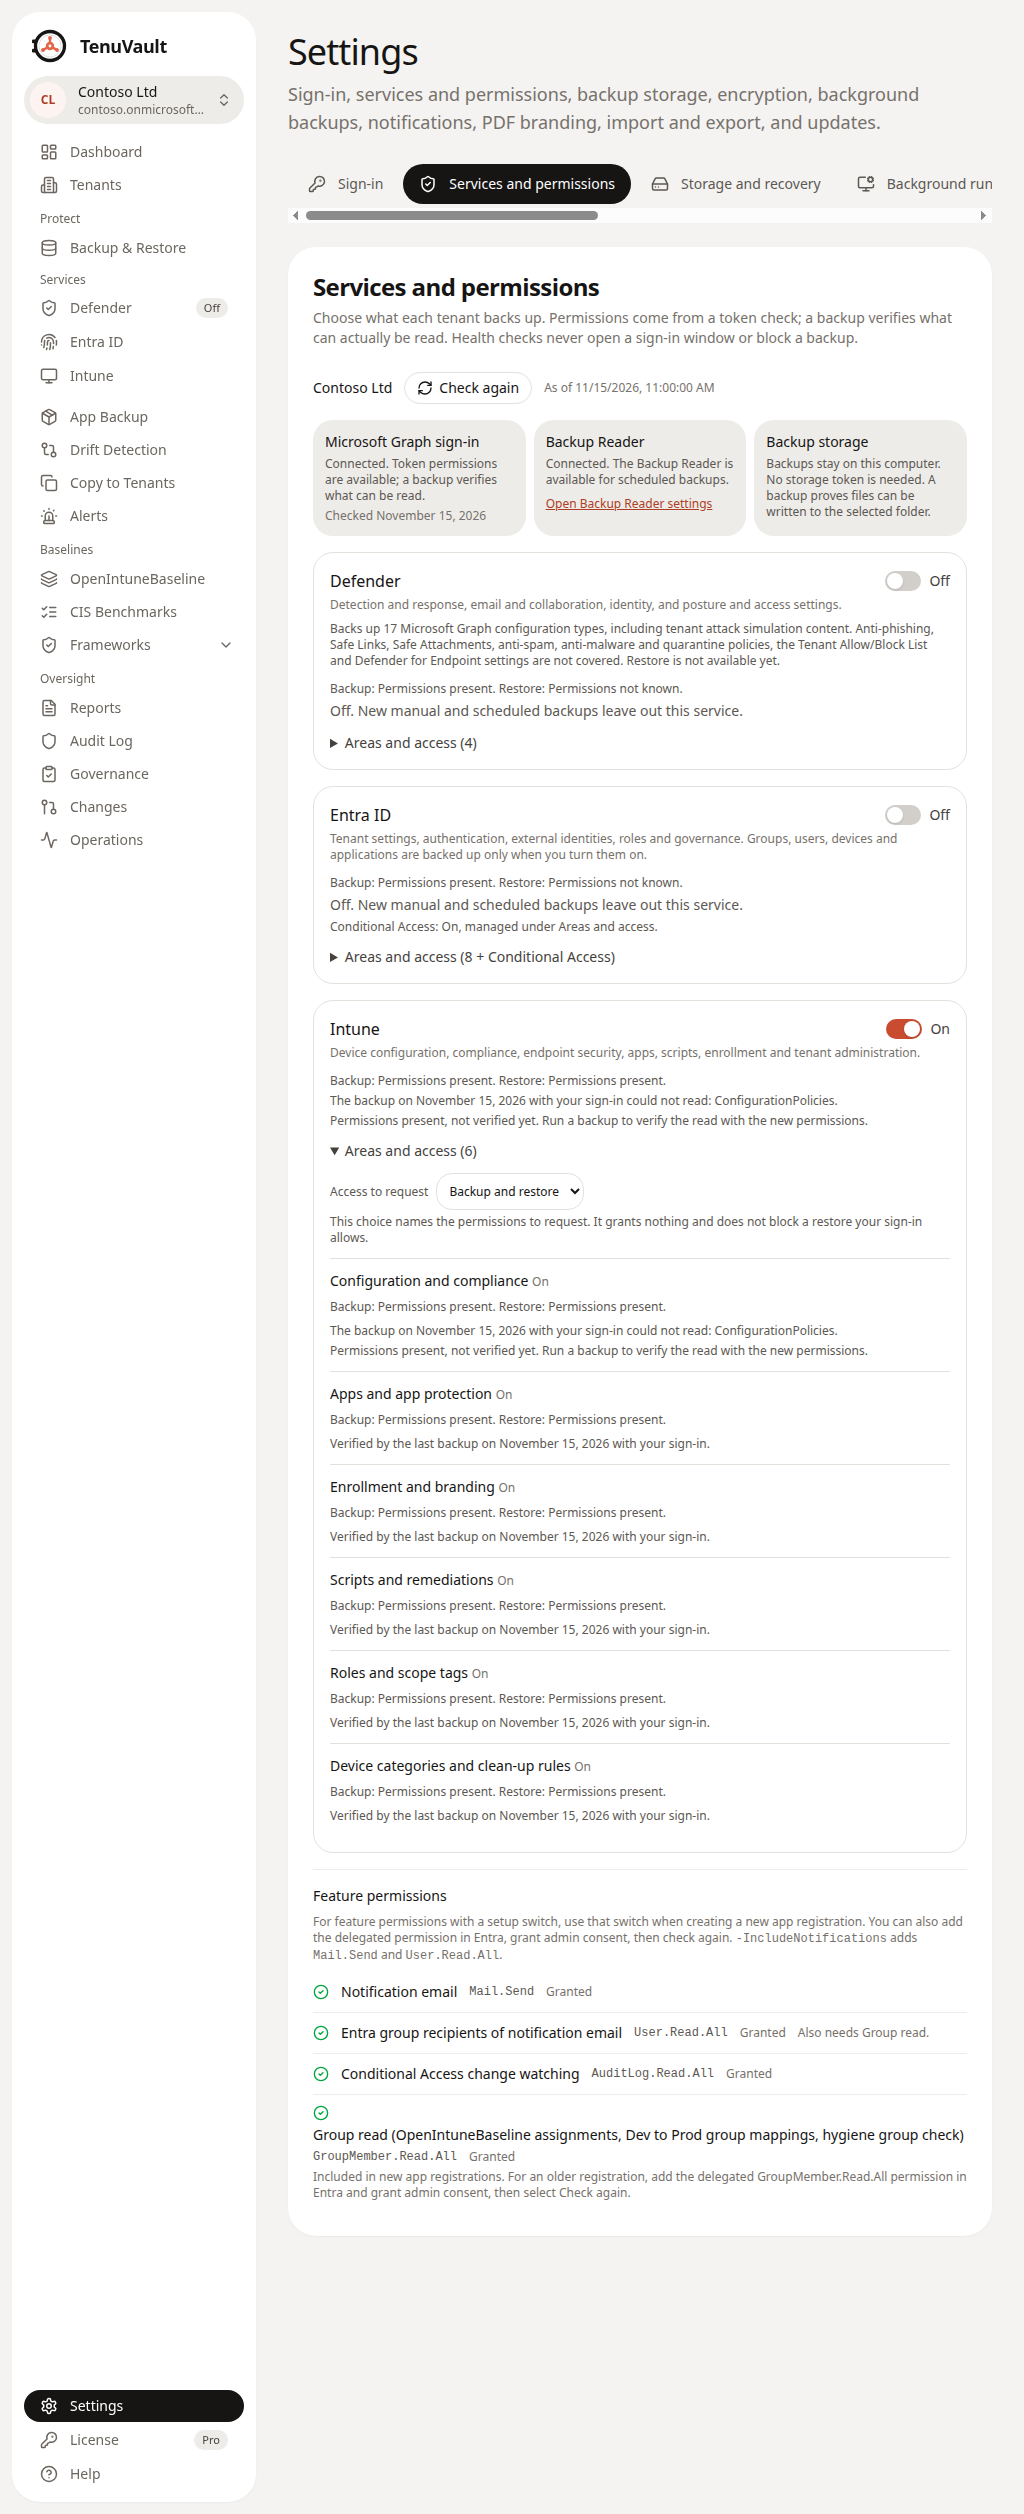 TenuVault
CL
Contoso Ltd
contoso.onmicrosoft...
Dashboard
Tenants
Protect
Backup & Restore
Services
Defender Off
Entra ID
Intune
App Backup
Drift Detection
Copy to Tenants
Alerts
Baselines
OpenIntuneBaseline
CIS Benchmarks
Frameworks
Oversight
Reports
Audit Log
Governance
Changes
Operations
Settings
License Pro
Help
Settings
Sign-in, services and permissions, backup storage, encryption, background
backups, notifications, PDF branding, import and export, and updates.
Sign-in Services and permissions Storage and recovery Background run
Services and permissions
Choose what each tenant backs up. Permissions come from a token check; a backup verifies what
can actually be read. Health checks never open a sign-in window or block a backup.
Contoso Ltd Check again As of 11/15/2026, 11:00:00 AM
Microsoft Graph sign-in
Connected. Token permissions
are available; a backup verifies
what can be read.
Checked November 15, 2026
Backup Reader
Connected. The Backup Reader is
available for scheduled backups.
Open Backup Reader settings
Backup storage
Backups stay on this computer.
No storage token is needed. A
backup proves files can be
written to the selected folder.
Defender Off
Detection and response, email and collaboration, identity, and posture and access settings.
Backs up 17 Microsoft Graph configuration types, including tenant attack simulation content. Anti-phishing,
Safe Links, Safe Attachments, anti-spam, anti-malware and quarantine policies, the Tenant Allow/Block List
and Defender for Endpoint settings are not covered. Restore is not available yet.
Backup: Permissions present. Restore: Permissions not known.
Off. New manual and scheduled backups leave out this service.
Areas and access (4)
Entra ID Off
Tenant settings, authentication, external identities, roles and governance. Groups, users, devices and
applications are backed up only when you turn them on.
Backup: Permissions present. Restore: Permissions not known.
Off. New manual and scheduled backups leave out this service.
Conditional Access: On, managed under Areas and access.
Areas and access (8 + Conditional Access)
Intune On
Device configuration, compliance, endpoint security, apps, scripts, enrollment and tenant administration.
Backup: Permissions present. Restore: Permissions present.
The backup on November 15, 2026 with your sign-in could not read: ConfigurationPolicies.
Permissions present, not verified yet. Run a backup to verify the read with the new permissions.
Areas and access (6)
Access to request Backup and restore
This choice names the permissions to request. It grants nothing and does not block a restore your sign-in
allows.
Configuration and compliance On
Backup: Permissions present. Restore: Permissions present.
The backup on November 15, 2026 with your sign-in could not read: ConfigurationPolicies.
Permissions present, not verified yet. Run a backup to verify the read with the new permissions.
Apps and app protection On
Backup: Permissions present. Restore: Permissions present.
Verified by the last backup on November 15, 2026 with your sign-in.
Enrollment and branding On
Backup: Permissions present. Restore: Permissions present.
Verified by the last backup on November 15, 2026 with your sign-in.
Scripts and remediations On
Backup: Permissions present. Restore: Permissions present.
Verified by the last backup on November 15, 2026 with your sign-in.
Roles and scope tags On
Backup: Permissions present. Restore: Permissions present.
Verified by the last backup on November 15, 2026 with your sign-in.
Device categories and clean-up rules On
Backup: Permissions present. Restore: Permissions present.
Verified by the last backup on November 15, 2026 with your sign-in.
Feature permissions
For feature permissions with a setup switch, use that switch when creating a new app registration. You can also add
the delegated permission in Entra, grant admin consent, then check again. -IncludeNotifications adds
Mail.Send and User.Read.All.
Notification email Mail.Send Granted
Entra group recipients of notification email User.Read.All Granted Also needs Group read.
Conditional Access change watching AuditLog.Read.All Granted
Group read (OpenIntuneBaseline assignments, Dev to Prod group mappings, hygiene group check)
GroupMember.Read.All Granted
Included in new app registrations. For an older registration, add the delegated GroupMember.Read.All permission in
Entra and grant admin consent, then select Check again.